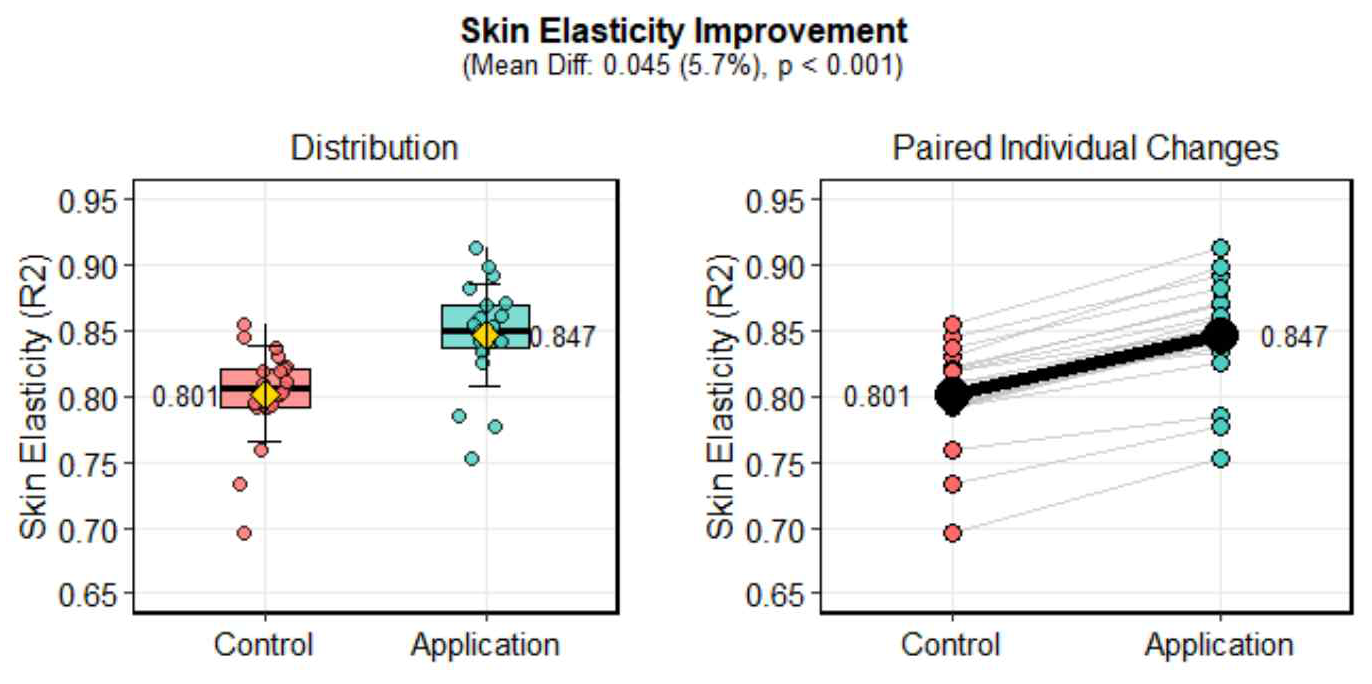 Skin Elasticity Improvement
(Mean Diff: 0.045 (5.7%), p < 0.001)
Distribution
Skin Elasticity (R2)
0.95
0.90
0.85
0.80
0.75
0.70
0.65
0.801
0.847
Control
Application
Paired Individual Changes
Skin Elasticity (R2)
0.95
0.90
0.85
0.80
0.75
0.70
0.65
0.801
0.847
Control
Application